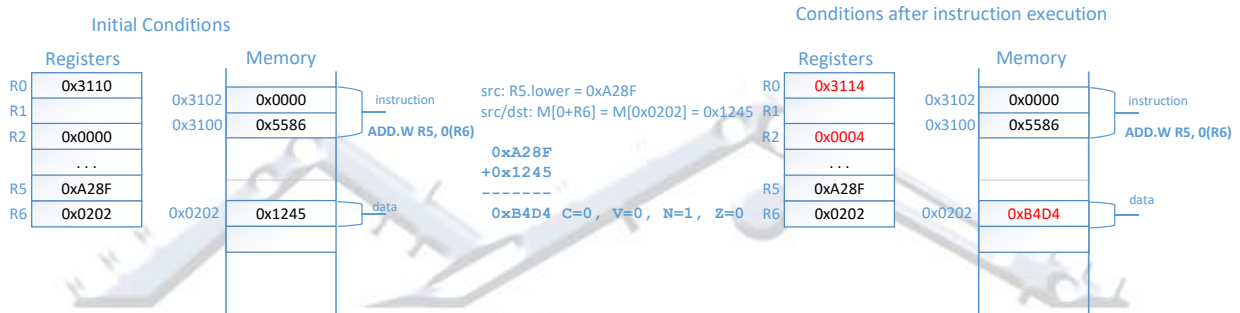 Initial Conditions
Registers
Memory
R0 0x3110
R1
R2 0x0000
. . .
R5 0xA28F
R6 0x0202
0x3102 0x0000
0x3100 0x5586
instruction
ADD.W R5, 0(R6)
0x0202 0x1245
data
src: R5.lower = 0xA28F
src/dst: M[0+R6] = M[0x0202] = 0x1245
0xA28F
+0x1245
-------
0xB4D4 C=0, V=0, N=1, Z=0
Conditions after instruction execution
Registers
Memory
R0 0x3114
R1
R2 0x0004
. . .
R5 0xA28F
R6 0x0202
0x3102 0x0000
0x3100 0x5586
instruction
ADD.W R5, 0(R6)
0x0202 0xB4D4
data